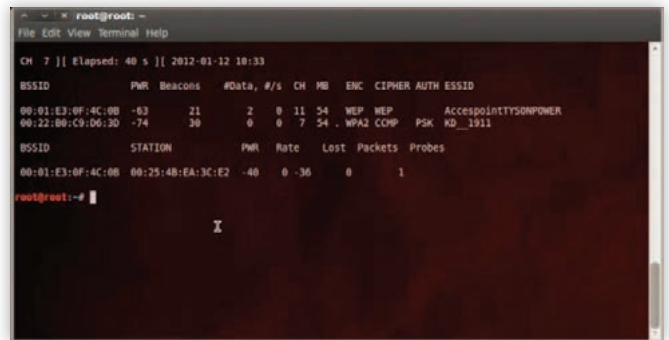 root@root: ~
File Edit View Terminal Help
CH 7 ][ Elapsed: 40 s ][ 2012-01-12 10:33
BSSID PWR Beacons #Data, #/s CH MB ENC CIPHER AUTH ESSID
00:01:E3:0F:4C:0B -63 21 2 0 11 54 WEP WEP AccespointTYSONPOWER
00:22:B0:C9:D6:3D -74 30 0 0 7 54 . WPA2 CCMP PSK KD__1911
BSSID STATION PWR Rate Lost Packets Probes
00:01:E3:0F:4C:0B 00:25:4B:EA:3C:E2 -40 0 -36 0 1
root@root:~#